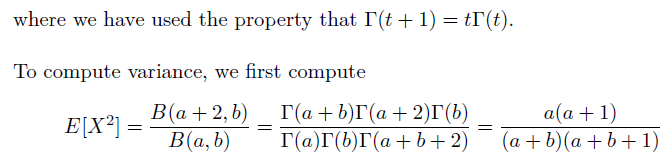 where we have used the property that Γ(t + 1) = tΓ(t).
To compute variance, we first compute
E[X²] = B(a + 2, b) / B(a, b) = Γ(a + b)Γ(a + 2)Γ(b) / Γ(a)Γ(b)Γ(a + b + 2) = a(a + 1) / (a + b)(a + b + 1)